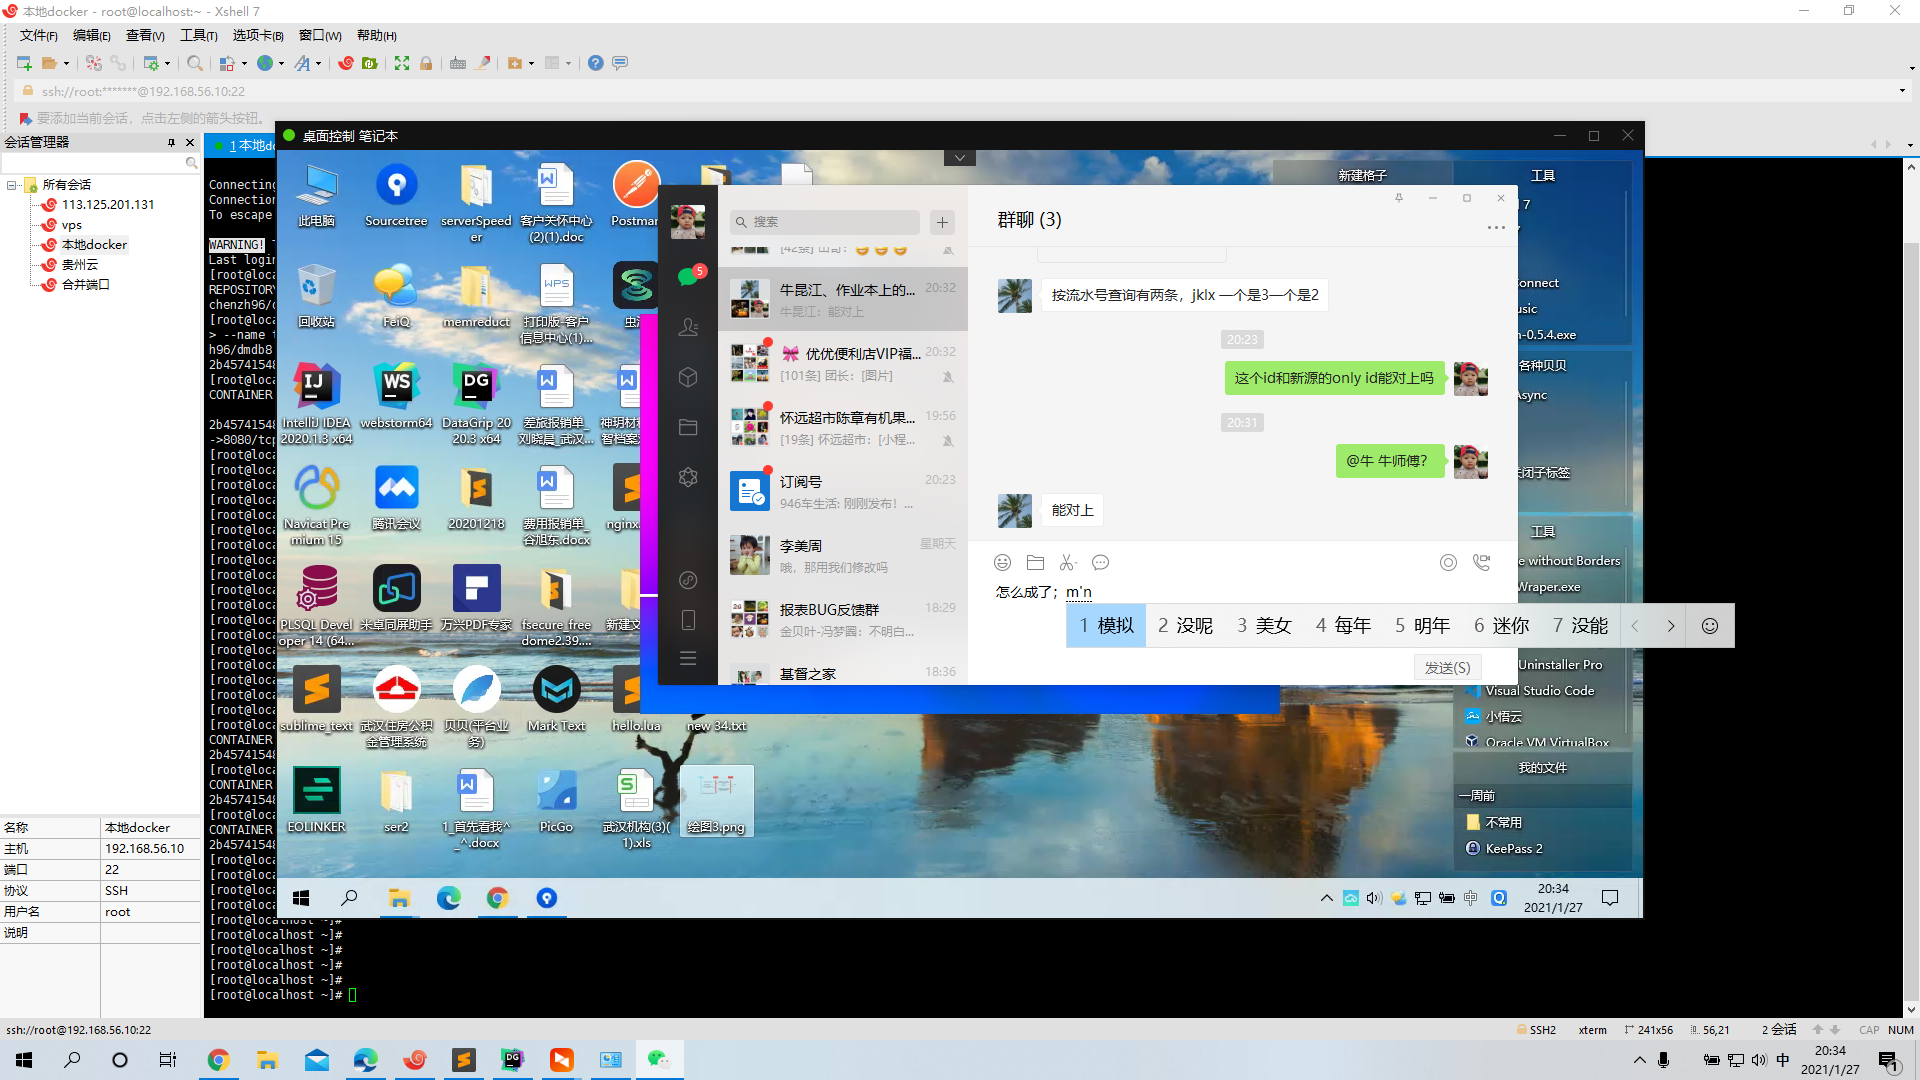 本地docker - root@localhost:~ - Xshell 7
文件(F) 编辑(E) 查看(V) 工具(T) 选项卡(B) 窗口(W) 帮助(H)
ssh://root:*******@192.168.56.10:22
要添加当前会话，点击左侧的箭头按钮。
会话管理器
所有会话
113.125.201.131
vps
本地docker
贵州云
合并端口
名称 本地docker
主机 192.168.56.10
端口 22
协议 SSH
用户名 root
说明
1 本地do
Connecting
Connection
To escape
WARNING!
Last login
[root@loca
REPOSITORY
chenzh96/d
[root@loca
> --name t
h96/dmdb8
2b45741548
[root@loca
CONTAINER
2b45741548
->8080/tcp
[root@loca
CONTAINER
2b45741548
[root@loca
CONTAINER
2b45741548
[root@loca
CONTAINER
2b45741548
[root@localhost ~]#
[root@localhost ~]#
[root@localhost ~]#
[root@localhost ~]#
[root@localhost ~]#
[root@localhost ~]#
桌面控制 笔记本
此电脑
Sourcetree
serverSpeeder
客户关怀中心(2)(1).doc
Postman
回收站
FeiQ
memreduct
打印版-客户信息中心(1)...
IntelliJ IDEA 2020.1.3 x64
webstorm64
DataGrip 2020.3 x64
差旅报销单_刘晓晨_武汉...
Navicat Premium 15
腾讯会议
20201218
费用报销单_谷旭东.docx
nginx.
PLSQL Developer 14 (64...
米卓同屏助手
万兴PDF专家
fsecure_freedome2.39....
新建文
sublime_text
武汉住房公积金管理系统
贝贝(平台业务)
Mark Text
hello.lua
new 34.txt
EOLINKER
ser2
1_首先看我^_^.docx
PicGo
武汉机构(3)(1).xls
绘图3.png
搜索
5
牛昆江、作业本上的... 20:32
牛昆江：能对上
优优便利店VIP福... 20:32
[101条] 团长：[图片]
怀远超市陈章有机果... 19:56
[19条] 怀远超市：[小程...
订阅号 20:23
946车生活: 刚刚发布！...
李美周 星期天
哦，那用我们修改吗
报表BUG反馈群 18:29
金贝叶-冯梦圆：不明白...
基督之家 18:36
群聊 (3)
按流水号查询有两条，jklx 一个是3一个是2
20:23
这个id和新源的only id能对上吗
20:31
@牛 牛师傅？
能对上
怎么成了；m'n
1 模拟 2 没呢 3 美女 4 每年 5 明年 6 迷你 7 没能
发送(S)
新建格子
工具
7
onnect
usic
n-0.5.4.exe
各种贝贝
Async
关闭子标签
工具
e without Borders
Wraper.exe
Uninstaller Pro
Visual Studio Code
小悟云
Oracle VM VirtualBox
我的文件
一周前
不常用
KeePass 2
中
20:34
2021/1/27
ssh://root@192.168.56.10:22 SSH2 xterm 241x56 56,21 2 会话 CAP NUM
中
20:34
2021/1/27
1